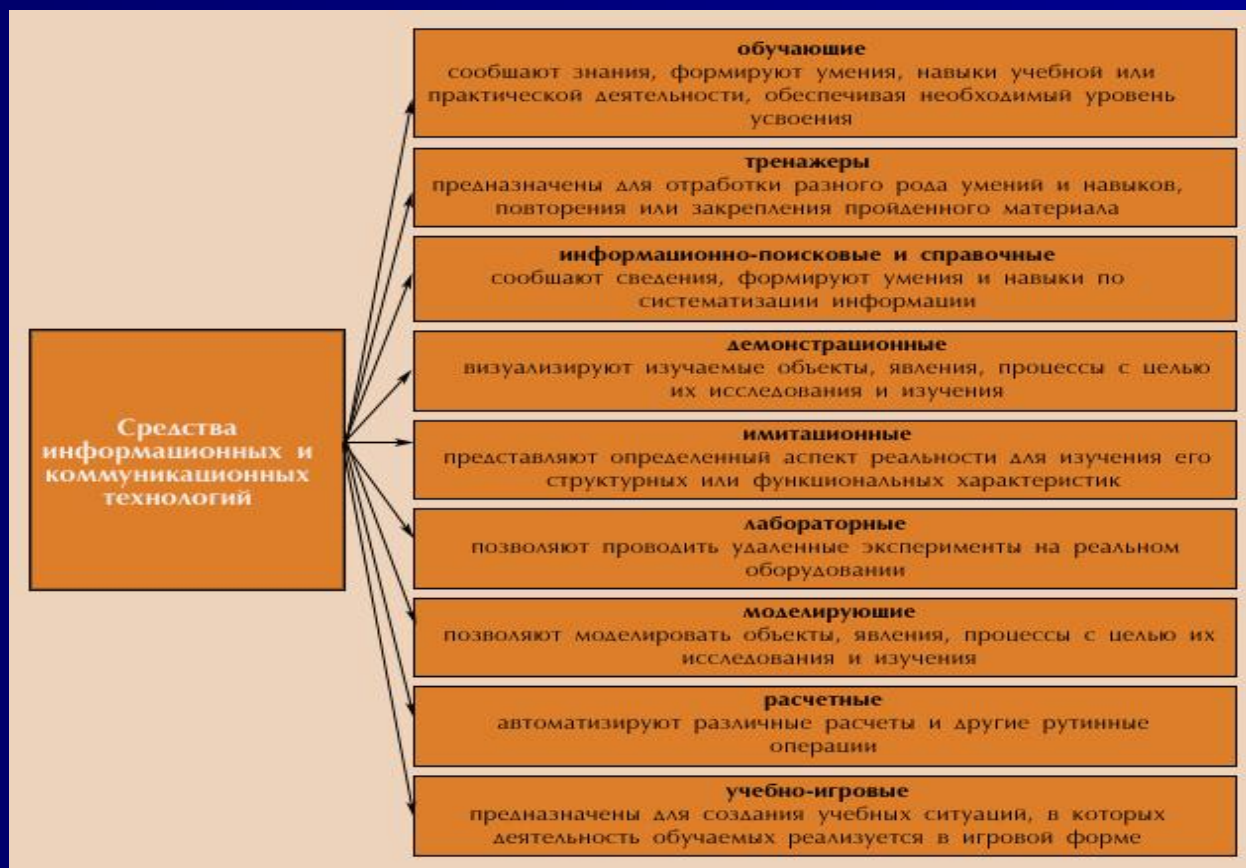 обучающие
сообщают знания, формируют умения, навыки учебной или
практической деятельности, обеспечивая необходимый уровень
усвоения
тренажеры
предназначены для отработки разного рода умений и навыков,
повторения или закрепления пройденного материала
информационно-поисковые и справочные
сообщают сведения, формируют умения и навыки по
систематизации информации
демонстрационные
визуализируют изучаемые объекты, явления, процессы с целью
их исследования и изучения
Средства
информационных и
коммуникационных
технологий
имитационные
представляют определенный аспект реальности для изучения его
структурных или функциональных характеристик
лабораторные
позволяют проводить удаленные эксперименты на реальном
оборудовании
моделирующие
позволяют моделировать объекты, явления, процессы с целью их
исследования и изучения
расчетные
автоматизируют различные расчеты и другие рутинные
операции
учебно-игровые
предназначены для создания учебных ситуаций, в которых
деятельность обучаемых реализуется в игровой форме